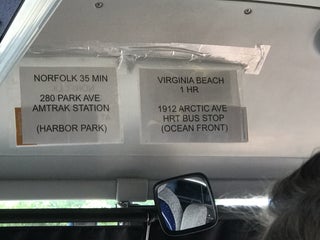 NORFOLK 35 MIN
280 PARK AVE
AMTRAK STATION
(HARBOR PARK)
VIRGINIA BEACH
1 HR
1912 ARCTIC AVE
HRT BUS STOP
(OCEAN FRONT)